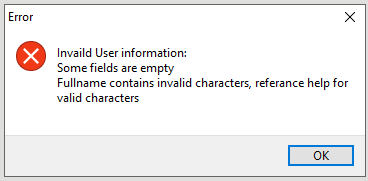 Error
Invaild User information:
Some fields are empty
Fullname contains invalid characters, referance help for
valid characters
OK